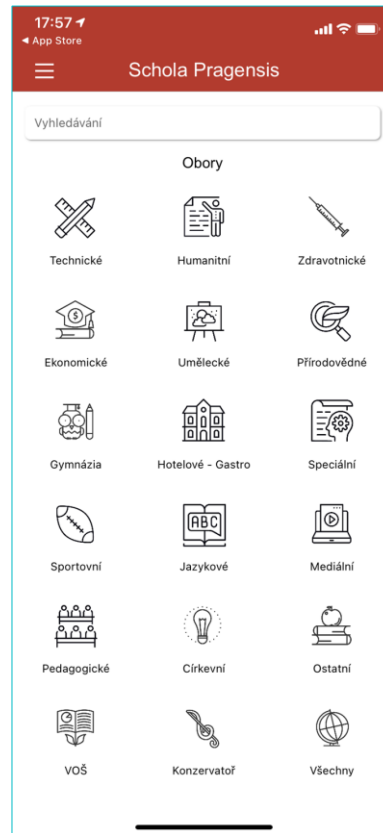 17:57
◀ App Store
Schola Pragensis
Vyhledávání
Obory
Technické
Humanitní
Zdravotnické
Ekonomické
Umělecké
Přírodovědné
Gymnázia
Hotelové - Gastro
ABC
Speciální
Sportovní
Jazykové
Mediální
Pedagogické
Církevní
Ostatní
VOŠ
Konzervatoř
Všechny